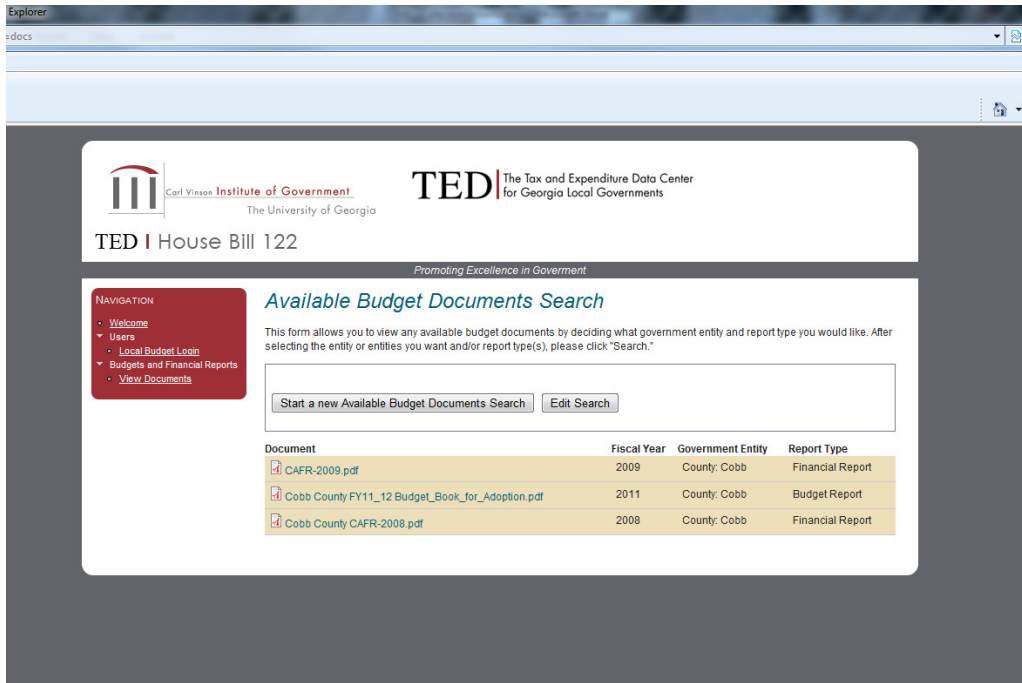 Explorer
=docs
Carl Vinson Institute of Government
The University of Georgia
TED The Tax and Expenditure Data Center
for Georgia Local Governments
TED | House Bill 122
Promoting Excellence in Goverment
NAVIGATION
Welcome
Users
Local Budget Login
Budgets and Financial Reports
View Documents
Available Budget Documents Search
This form allows you to view any available budget documents by deciding what government entity and report type you would like. After
selecting the entity or entities you want and/or report type(s), please click "Search."
Start a new Available Budget Documents Search Edit Search
Document Fiscal Year Government Entity Report Type
CAFR-2009.pdf 2009 County: Cobb Financial Report
Cobb County FY11_12 Budget_Book_for_Adoption.pdf 2011 County: Cobb Budget Report
Cobb County CAFR-2008.pdf 2008 County: Cobb Financial Report